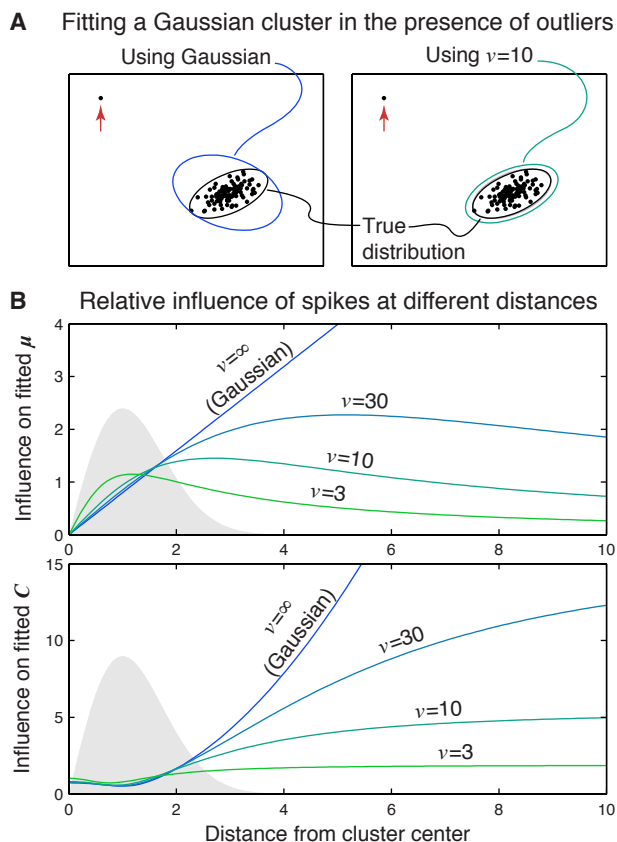 A Fitting a Gaussian cluster in the presence of outliers
Using Gaussian
Using ν=10
True
distribution
B Relative influence of spikes at different distances
Influence on fitted μ
4
3
2
1
0
ν=∞
(Gaussian)
ν=30
ν=10
ν=3
0 2 4 6 8 10
Influence on fitted C
15
10
5
0
ν=∞
(Gaussian)
ν=30
ν=10
ν=3
0 2 4 6 8 10
Distance from cluster center